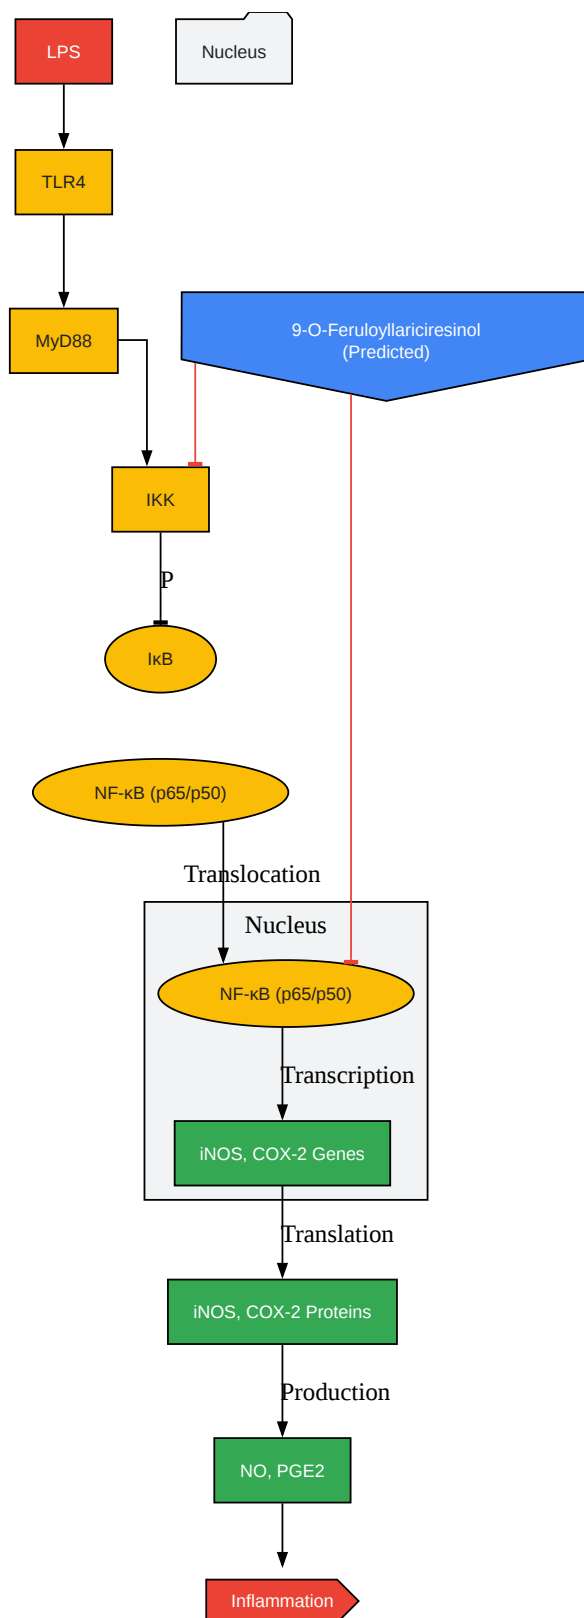 LPS
Nucleus
TLR4
MyD88
9-O-Feruloyllariciresinol
(Predicted)
IKK
P
IκB
NF-κB (p65/p50)
Translocation
Nucleus
NF-κB (p65/p50)
Transcription
iNOS, COX-2 Genes
Translation
iNOS, COX-2 Proteins
Production
NO, PGE2
Inflammation